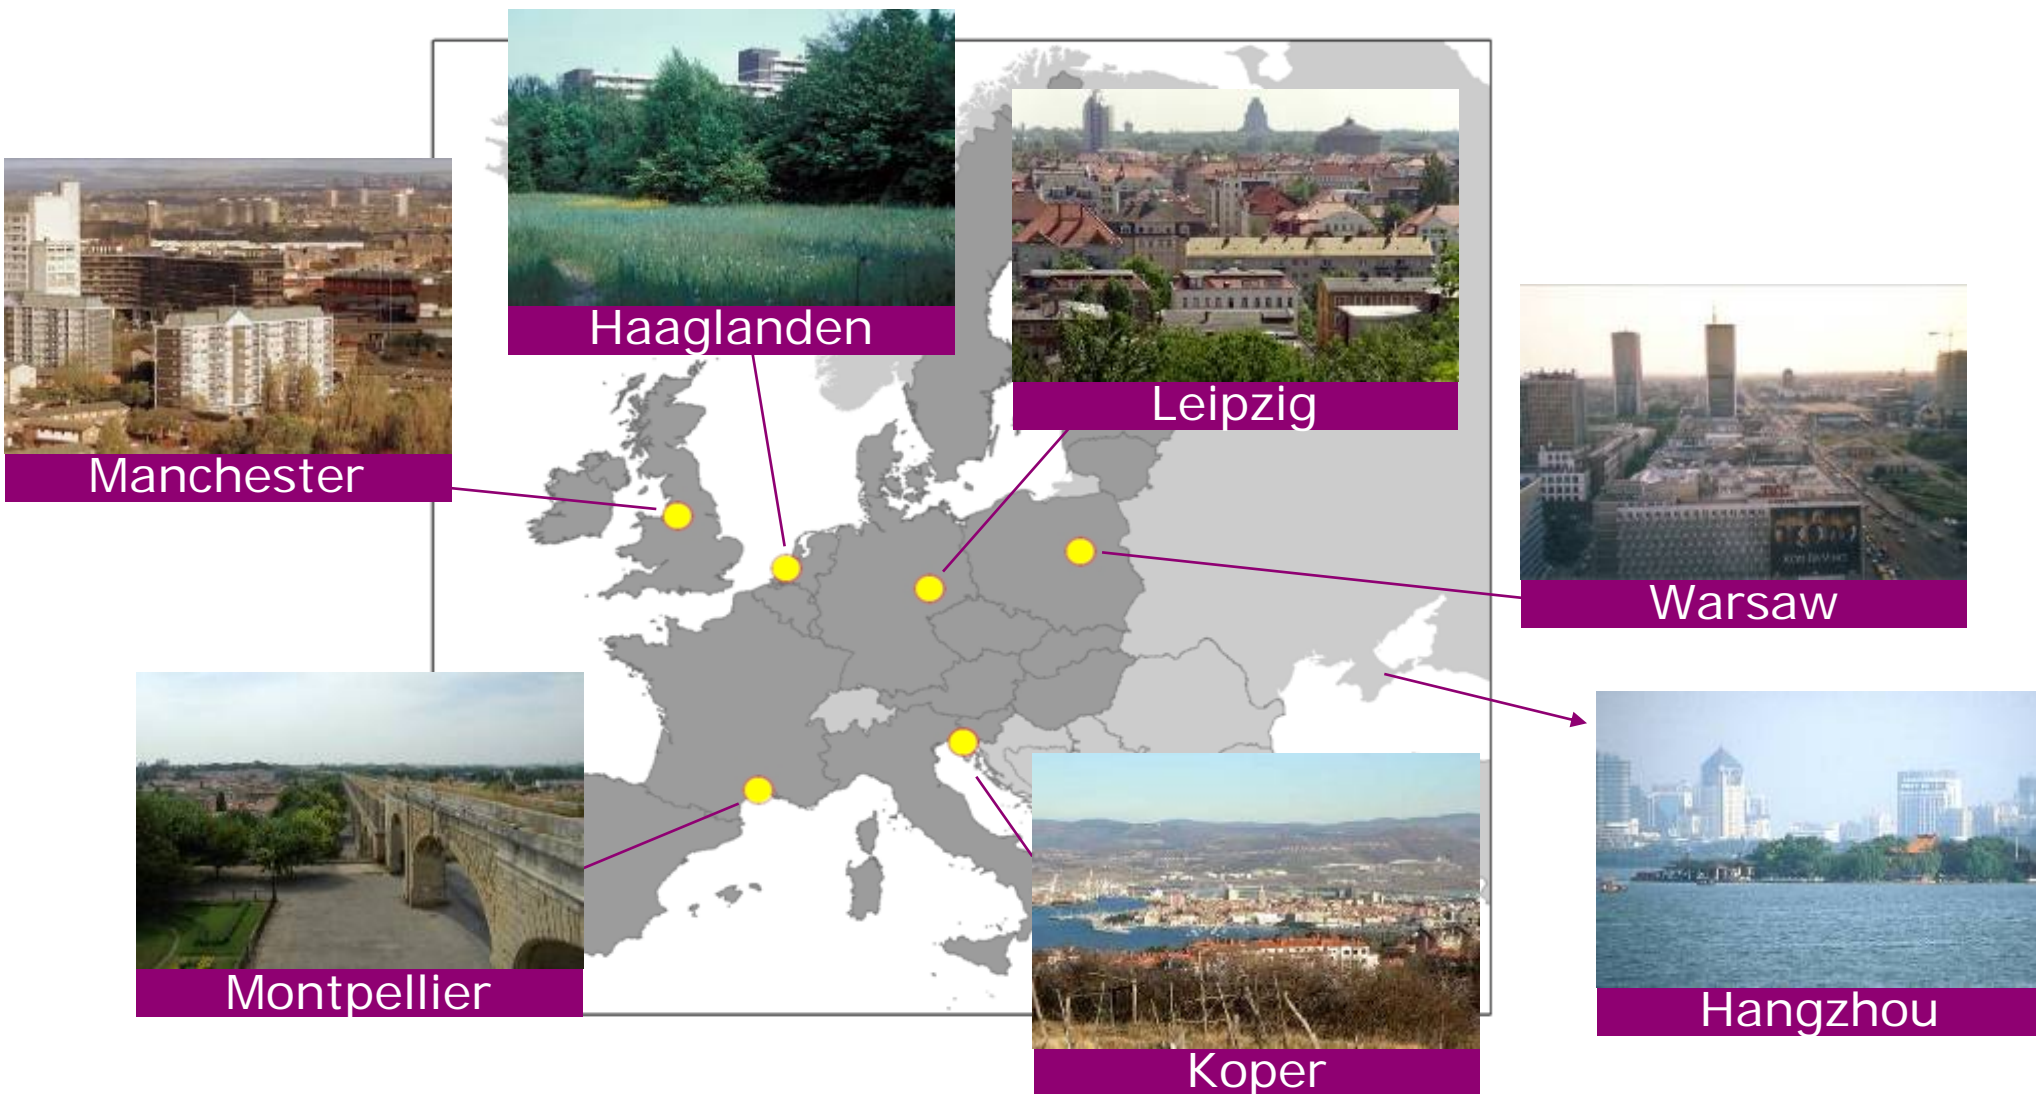 Haaglanden
Leipzig
Manchester
Warsaw
Montpellier
Hangzhou
Koper